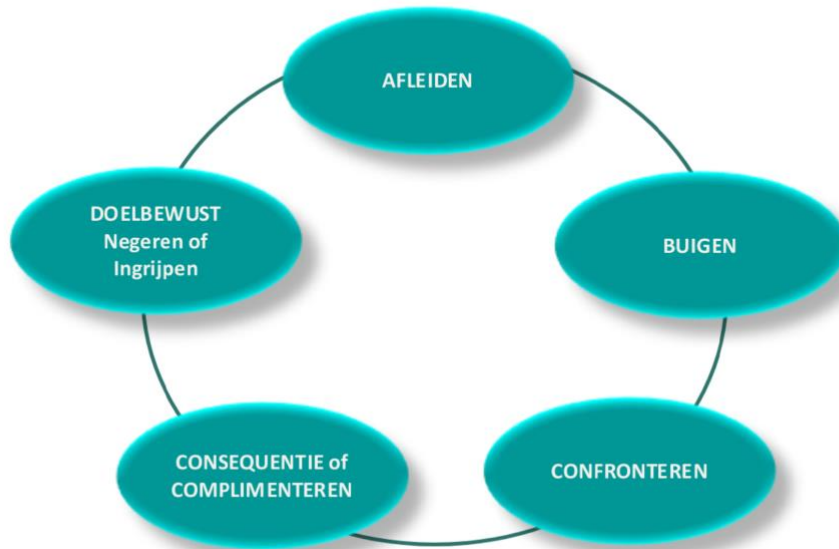 AFLEIDEN
BUIGEN
CONFRONTEREN
CONSEQUENTIE of
COMPLIMENTEREN
DOELBEWUST
Negeren of
Ingrijpen